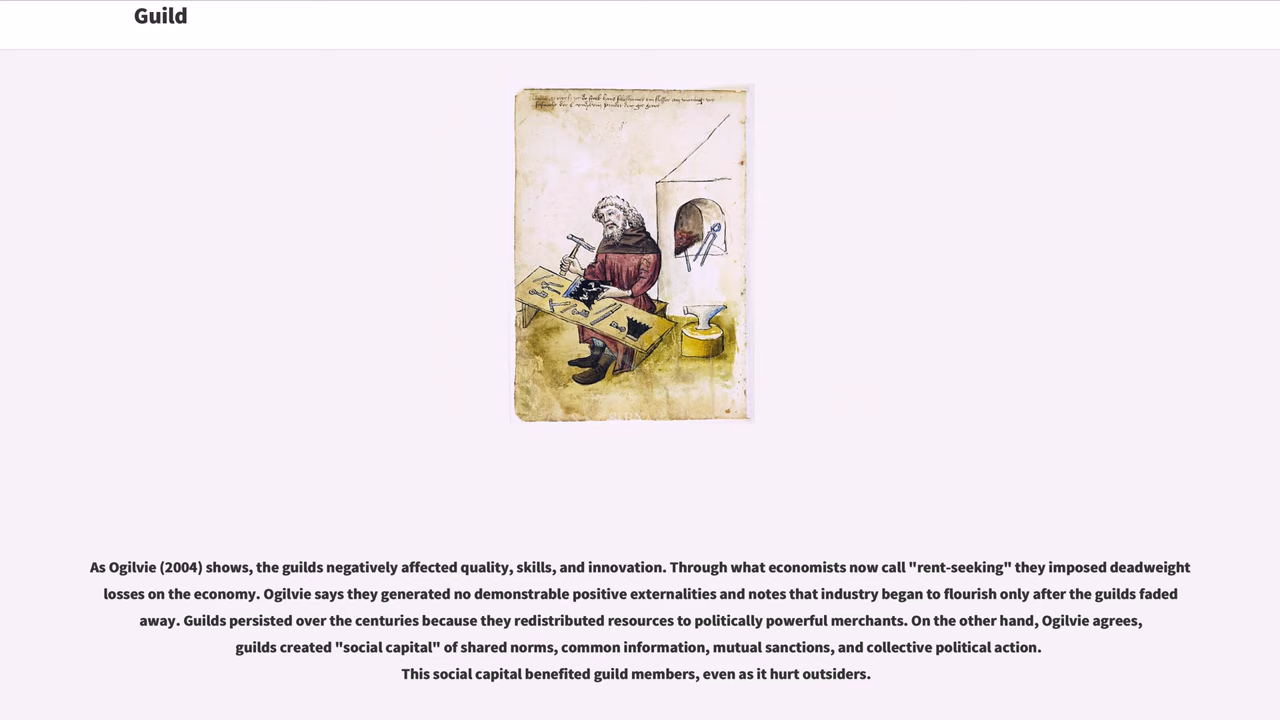 Guild
As Ogilvie (2004) shows, the guilds negatively affected quality, skills, and innovation. Through what economists now call "rent-seeking" they imposed deadweight
losses on the economy. Ogilvie says they generated no demonstrable positive externalities and notes that industry began to flourish only after the guilds faded
away. Guilds persisted over the centuries because they redistributed resources to politically powerful merchants. On the other hand, Ogilvie agrees,
guilds created "social capital" of shared norms, common information, mutual sanctions, and collective political action.
This social capital benefited guild members, even as it hurt outsiders.